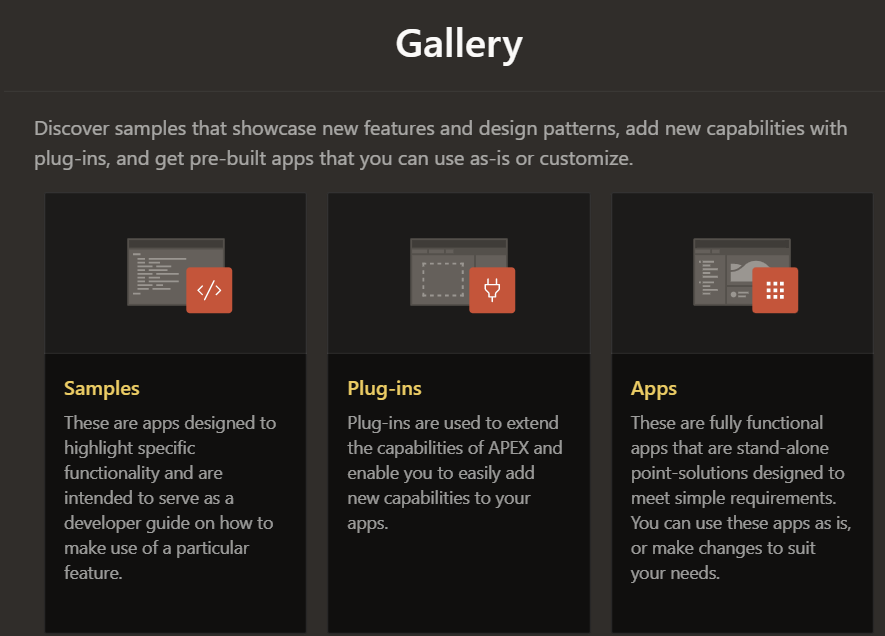 Gallery
Discover samples that showcase new features and design patterns, add new capabilities with
plug-ins, and get pre-built apps that you can use as-is or customize.
</>
Samples
These are apps designed to
highlight specific
functionality and are
intended to serve as a
developer guide on how to
make use of a particular
feature.
Plug-ins
Plug-ins are used to extend
the capabilities of APEX and
enable you to easily add
new capabilities to your
apps.
Apps
These are fully functional
apps that are stand-alone
point-solutions designed to
meet simple requirements.
You can use these apps as is,
or make changes to suit
your needs.